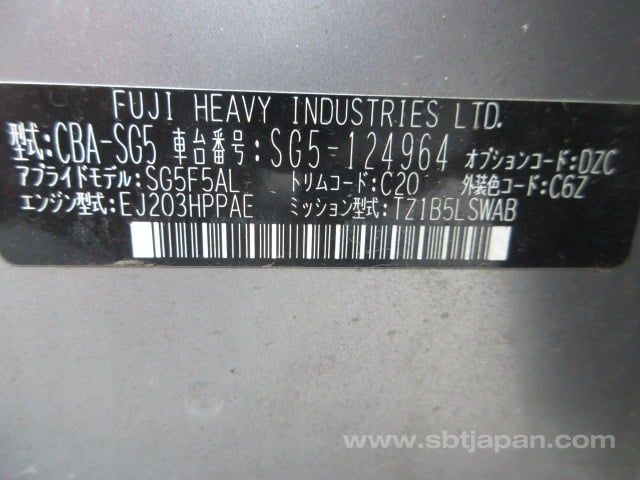 FUJI HEAVY INDUSTRIES LTD.
型式:CBA-SG5 車台番号:SG5-124964 オプションコード:DZC
アプライドモデル:SG5F5AL トリムコード:C20 外装色コード:C6Z
エンジン型式:EJ203HPPAE ミッション型式:TZ1B5LSWAB
www.sbtjapan.com